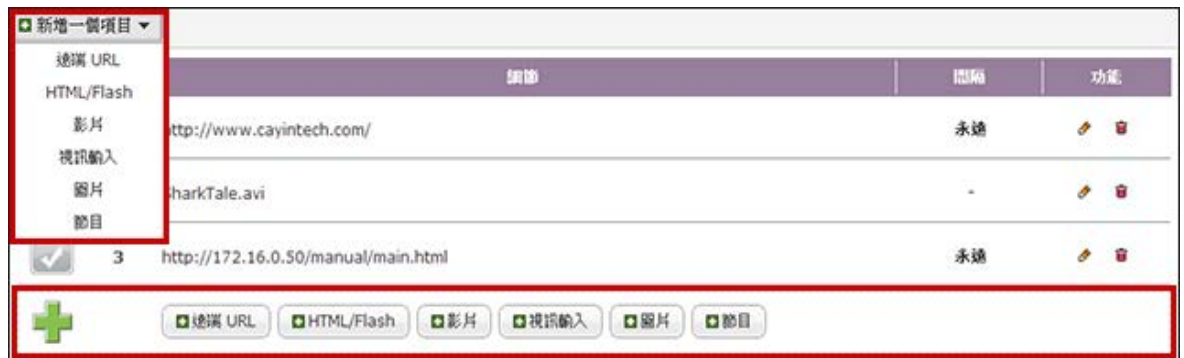 新增一個項目
遠端 URL
HTML/Flash
影片
視訊輸入
圖片
節目
細節 間隔 功能
http://www.cayintech.com/ 永遠
SharkTale.avi -
3 http://172.16.0.50/manual/main.html 永遠
遠端 URL HTML/Flash 影片 視訊輸入 圖片 節目